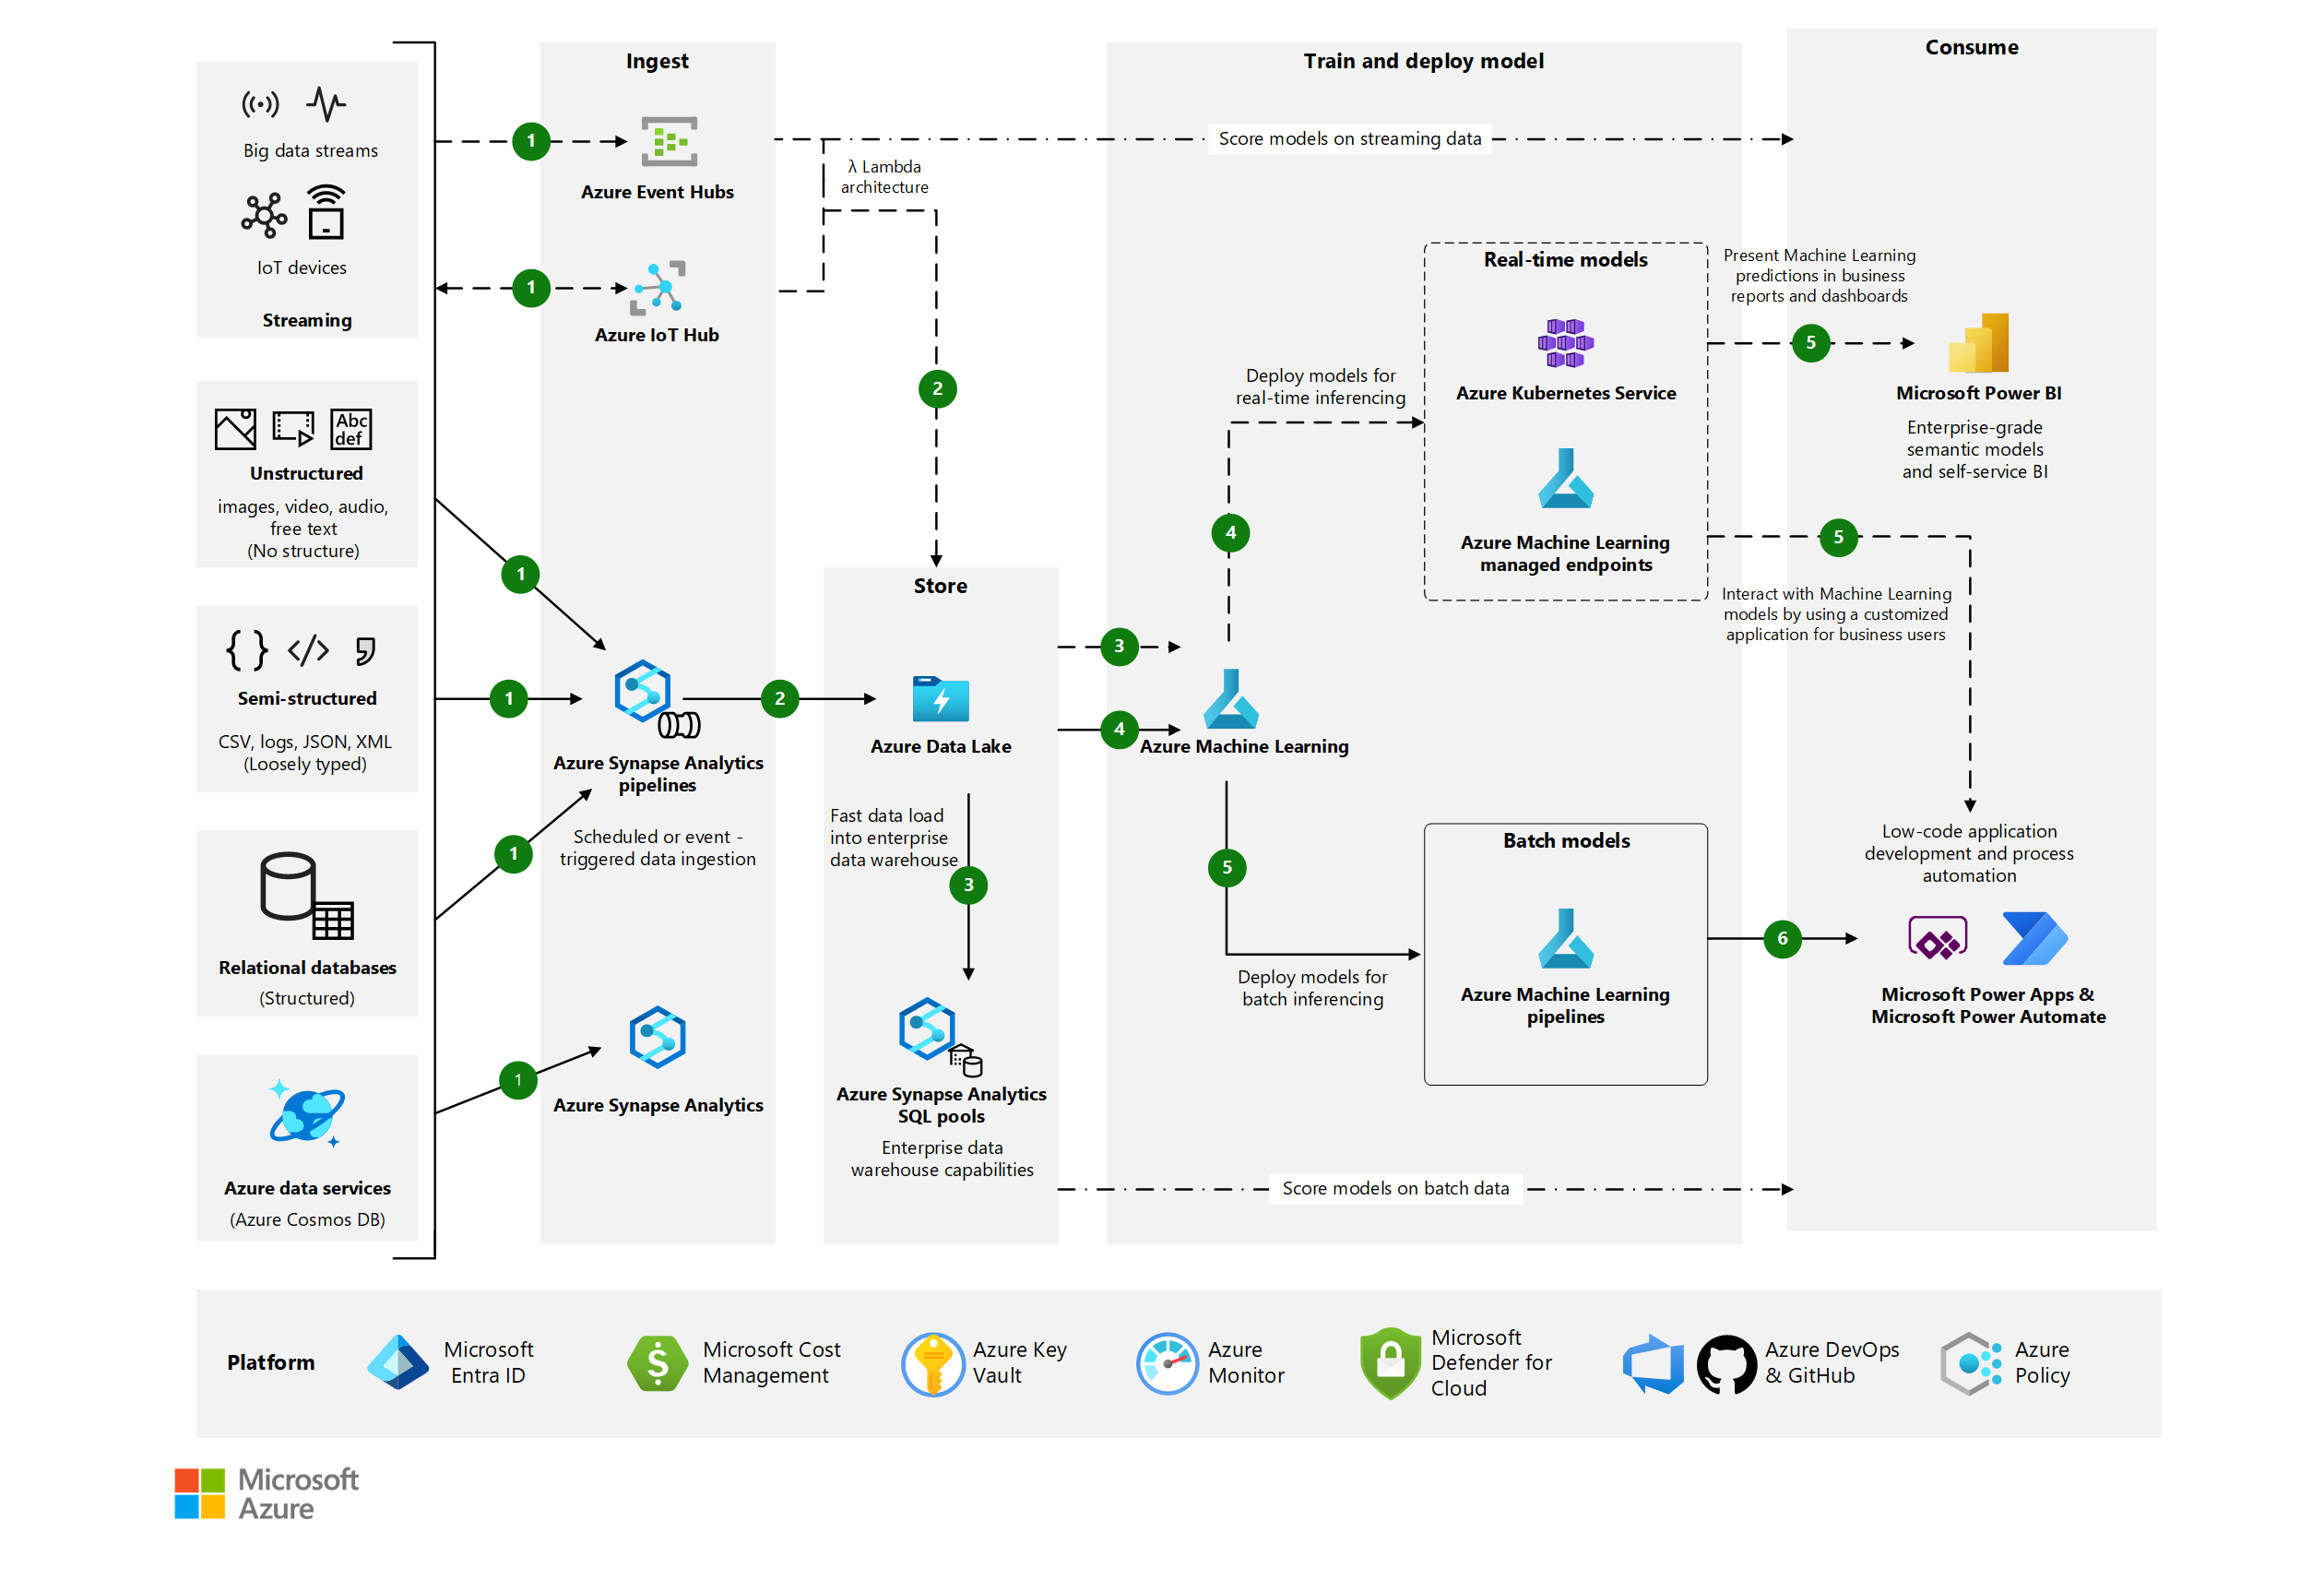 Big data streams
IoT devices
Streaming
Abc
def
Unstructured
images, video, audio,
free text
(No structure)
Semi-structured
CSV, logs, JSON, XML
(Loosely typed)
Relational databases
(Structured)
Azure data services
(Azure Cosmos DB)
1
1
1
1
1
1
Ingest
Azure Event Hubs
Azure IoT Hub
Azure Synapse Analytics
pipelines
Scheduled or event -
triggered data ingestion
Azure Synapse Analytics
λ Lambda
architecture
2
2
Store
Azure Data Lake
Fast data load
into enterprise
data warehouse
3
Azure Synapse Analytics
SQL pools
Enterprise data
warehouse capabilities
3
4
Train and deploy model
Score models on streaming data
Deploy models for
real-time inferencing
4
Azure Machine Learning
5
Deploy models for
batch inferencing
Real-time models
Azure Kubernetes Service
Azure Machine Learning
managed endpoints
Batch models
Azure Machine Learning
pipelines
Score models on batch data
Consume
Present Machine Learning
predictions in business
reports and dashboards
5
Microsoft Power BI
Enterprise-grade
semantic models
and self-service BI
5
Interact with Machine Learning
models by using a customized
application for business users
Low-code application
development and process
automation
6
Microsoft Power Apps &
Microsoft Power Automate
Platform
Microsoft
Entra ID
$
Microsoft Cost
Management
Azure Key
Vault
Azure
Monitor
Microsoft
Defender for
Cloud
Azure DevOps
& GitHub
Azure
Policy
Microsoft
Azure